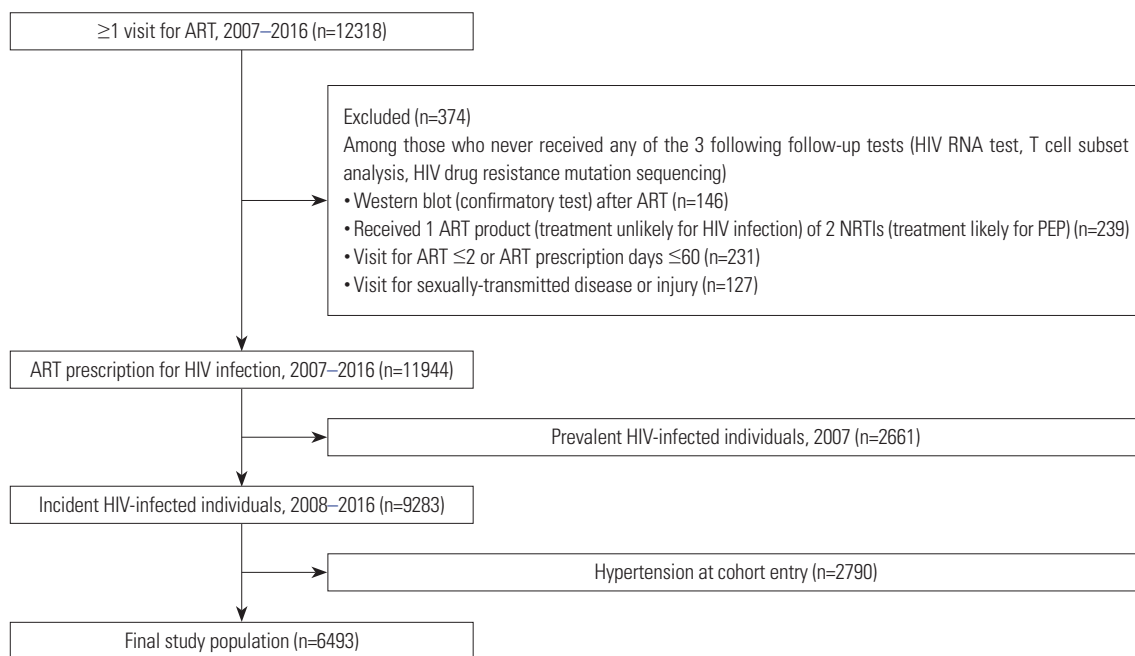 ≥1 visit for ART, 2007–2016 (n=12318)
Excluded (n=374)
Among those who never received any of the 3 following follow-up tests (HIV RNA test, T cell subset
analysis, HIV drug resistance mutation sequencing)
• Western blot (confirmatory test) after ART (n=146)
• Received 1 ART product (treatment unlikely for HIV infection) of 2 NRTIs (treatment likely for PEP) (n=239)
• Visit for ART ≤2 or ART prescription days ≤60 (n=231)
• Visit for sexually-transmitted disease or injury (n=127)
ART prescription for HIV infection, 2007–2016 (n=11944)
Prevalent HIV-infected individuals, 2007 (n=2661)
Incident HIV-infected individuals, 2008–2016 (n=9283)
Hypertension at cohort entry (n=2790)
Final study population (n=6493)